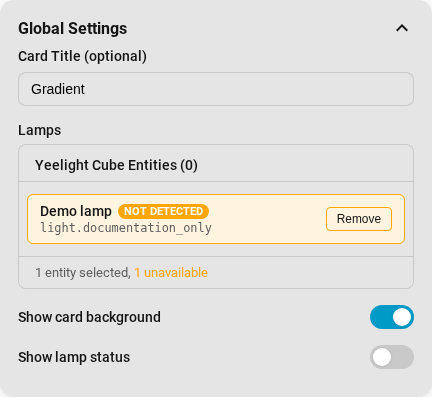 Global Settings
Card Title (optional)
Gradient
Lamps
Yeelight Cube Entities (0)
Demo lamp NOT DETECTED
light.documentation_only
Remove
1 entity selected, 1 unavailable
Show card background
Show lamp status